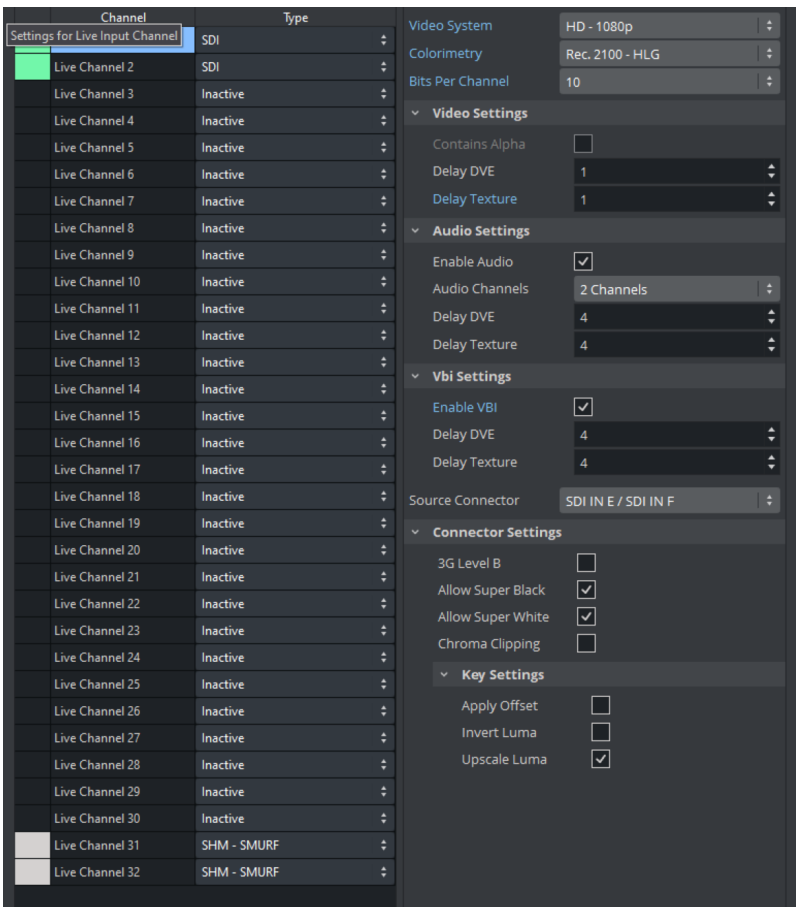 Channel Type
Settings for Live Input Channel SDI
Live Channel 2 SDI
Live Channel 3 Inactive
Live Channel 4 Inactive
Live Channel 5 Inactive
Live Channel 6 Inactive
Live Channel 7 Inactive
Live Channel 8 Inactive
Live Channel 9 Inactive
Live Channel 10 Inactive
Live Channel 11 Inactive
Live Channel 12 Inactive
Live Channel 13 Inactive
Live Channel 14 Inactive
Live Channel 15 Inactive
Live Channel 16 Inactive
Live Channel 17 Inactive
Live Channel 18 Inactive
Live Channel 19 Inactive
Live Channel 20 Inactive
Live Channel 21 Inactive
Live Channel 22 Inactive
Live Channel 23 Inactive
Live Channel 24 Inactive
Live Channel 25 Inactive
Live Channel 26 Inactive
Live Channel 27 Inactive
Live Channel 28 Inactive
Live Channel 29 Inactive
Live Channel 30 Inactive
Live Channel 31 SHM - SMURF
Live Channel 32 SHM - SMURF
Video System HD - 1080p
Colorimetry Rec. 2100 - HLG
Bits Per Channel 10
Video Settings
Contains Alpha
Delay DVE 1
Delay Texture 1
Audio Settings
Enable Audio
Audio Channels 2 Channels
Delay DVE 4
Delay Texture 4
Vbi Settings
Enable VBI
Delay DVE 4
Delay Texture 4
Source Connector SDI IN E / SDI IN F
Connector Settings
3G Level B
Allow Super Black
Allow Super White
Chroma Clipping
Key Settings
Apply Offset
Invert Luma
Upscale Luma